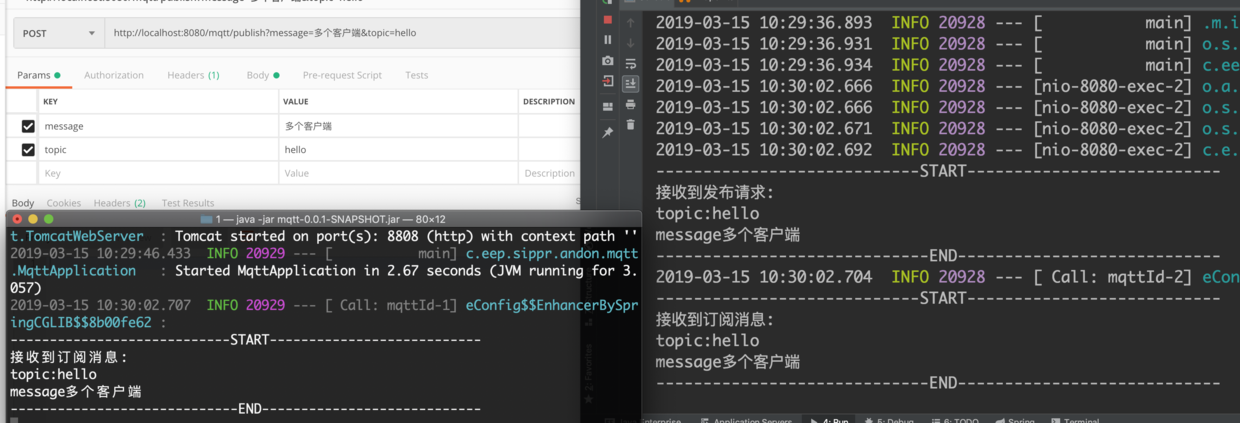 POST
http://localhost:8080/mqtt/publish?message=多个客户端&topic=hello
Params
Authorization
Headers (1)
Body
Pre-request Script
Tests
KEY
VALUE
DESCRIPTION
message
多个客户端
topic
hello
Key
Value
Description
Body
Cookies
Headers (2)
Test Results
1 — java -jar mqtt-0.0.1-SNAPSHOT.jar — 80×12
t.TomcatWebServer : Tomcat started on port(s): 8808 (http) with context path ''
2019-03-15 10:29:46.433 INFO 20929 --- [ main] c.eep.sippr.andon.mqtt
.MqttApplication : Started MqttApplication in 2.67 seconds (JVM running for 3.
057)
2019-03-15 10:30:02.707 INFO 20929 --- [ Call: mqttId-1] eConfig$$EnhancerBySpr
ingCGLIB$$8b00fe62 :
---------------------------START--------------------------
接收到订阅消息:
topic:hello
message多个客户端
----------------------------END---------------------------
2019-03-15 10:29:36.893 INFO 20928 --- [ main] .m.i
2019-03-15 10:29:36.931 INFO 20928 --- [ main] o.s.
2019-03-15 10:29:36.934 INFO 20928 --- [ main] c.ee
2019-03-15 10:30:02.666 INFO 20928 --- [nio-8080-exec-2] o.a.
2019-03-15 10:30:02.666 INFO 20928 --- [nio-8080-exec-2] o.s.
2019-03-15 10:30:02.671 INFO 20928 --- [nio-8080-exec-2] o.s.
2019-03-15 10:30:02.692 INFO 20928 --- [nio-8080-exec-2] c.e.
---------------------------START--------------------------
接收到发布请求:
topic:hello
message多个客户端
----------------------------END---------------------------
2019-03-15 10:30:02.704 INFO 20928 --- [ Call: mqttId-2] eCo
---------------------------START--------------------------
接收到订阅消息:
topic:hello
message多个客户端
----------------------------END---------------------------
2: Favorites
Enterprise
Application Servers
4: Run
5: Debug
6: TODO
Spring
Terminal